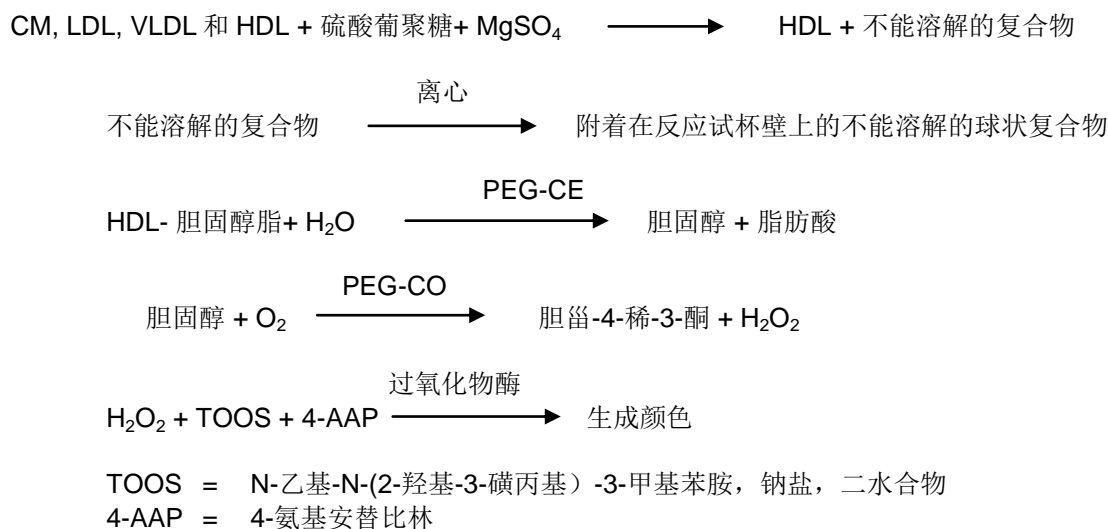 CM, LDL, VLDL 和 HDL + 硫酸葡聚糖+ MgSO₄ → HDL + 不能溶解的复合物
离心
不能溶解的复合物 → 附着在反应试杯壁上的不能溶解的球状复合物
PEG-CE
HDL- 胆固醇脂+ H₂O → 胆固醇 + 脂肪酸
PEG-CO
胆固醇 + O₂ → 胆甾-4-稀-3-酮 + H₂O₂
过氧化物酶
H₂O₂ + TOOS + 4-AAP → 生成颜色
TOOS = N-乙基-N-(2-羟基-3-磺丙基）-3-甲基苯胺，钠盐，二水合物
4-AAP = 4-氨基安替比林